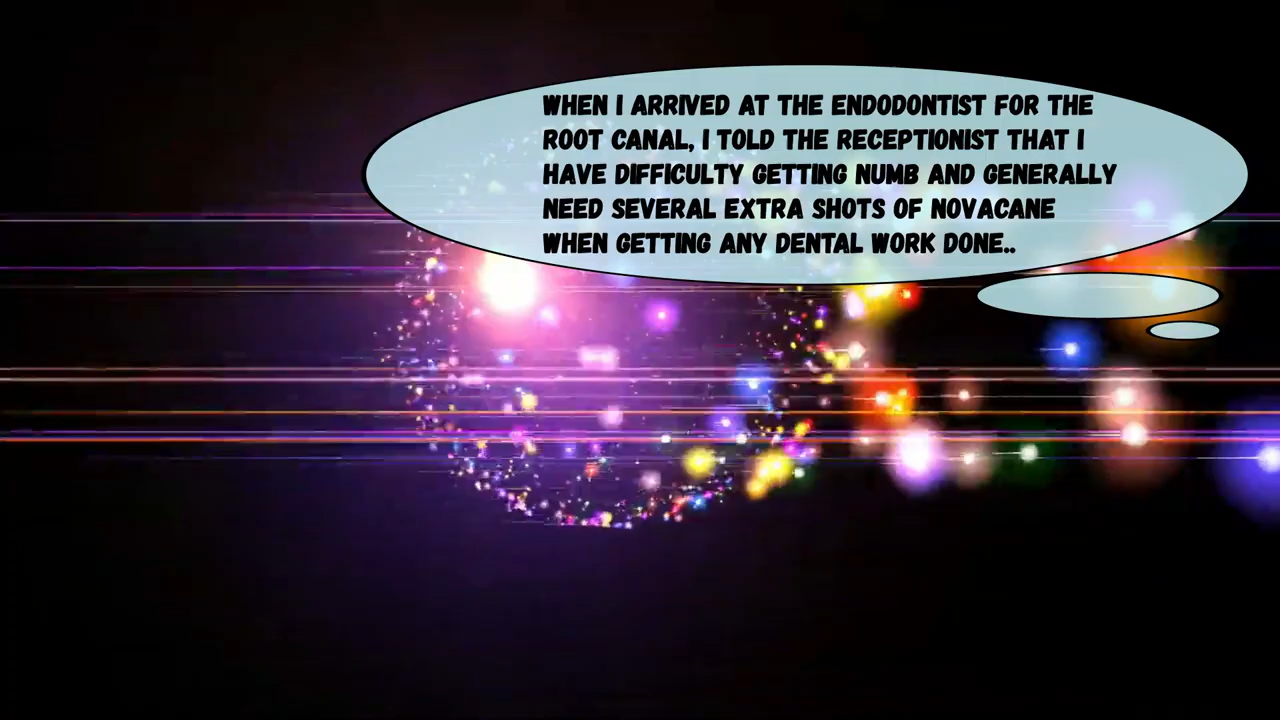 WHEN I ARRIVED AT THE ENDODONTIST FOR THE
ROOT CANAL, I TOLD THE RECEPTIONIST THAT I
HAVE DIFFICULTY GETTING NUMB AND GENERALLY
NEED SEVERAL EXTRA SHOTS OF NOVACANE
WHEN GETTING ANY DENTAL WORK DONE..